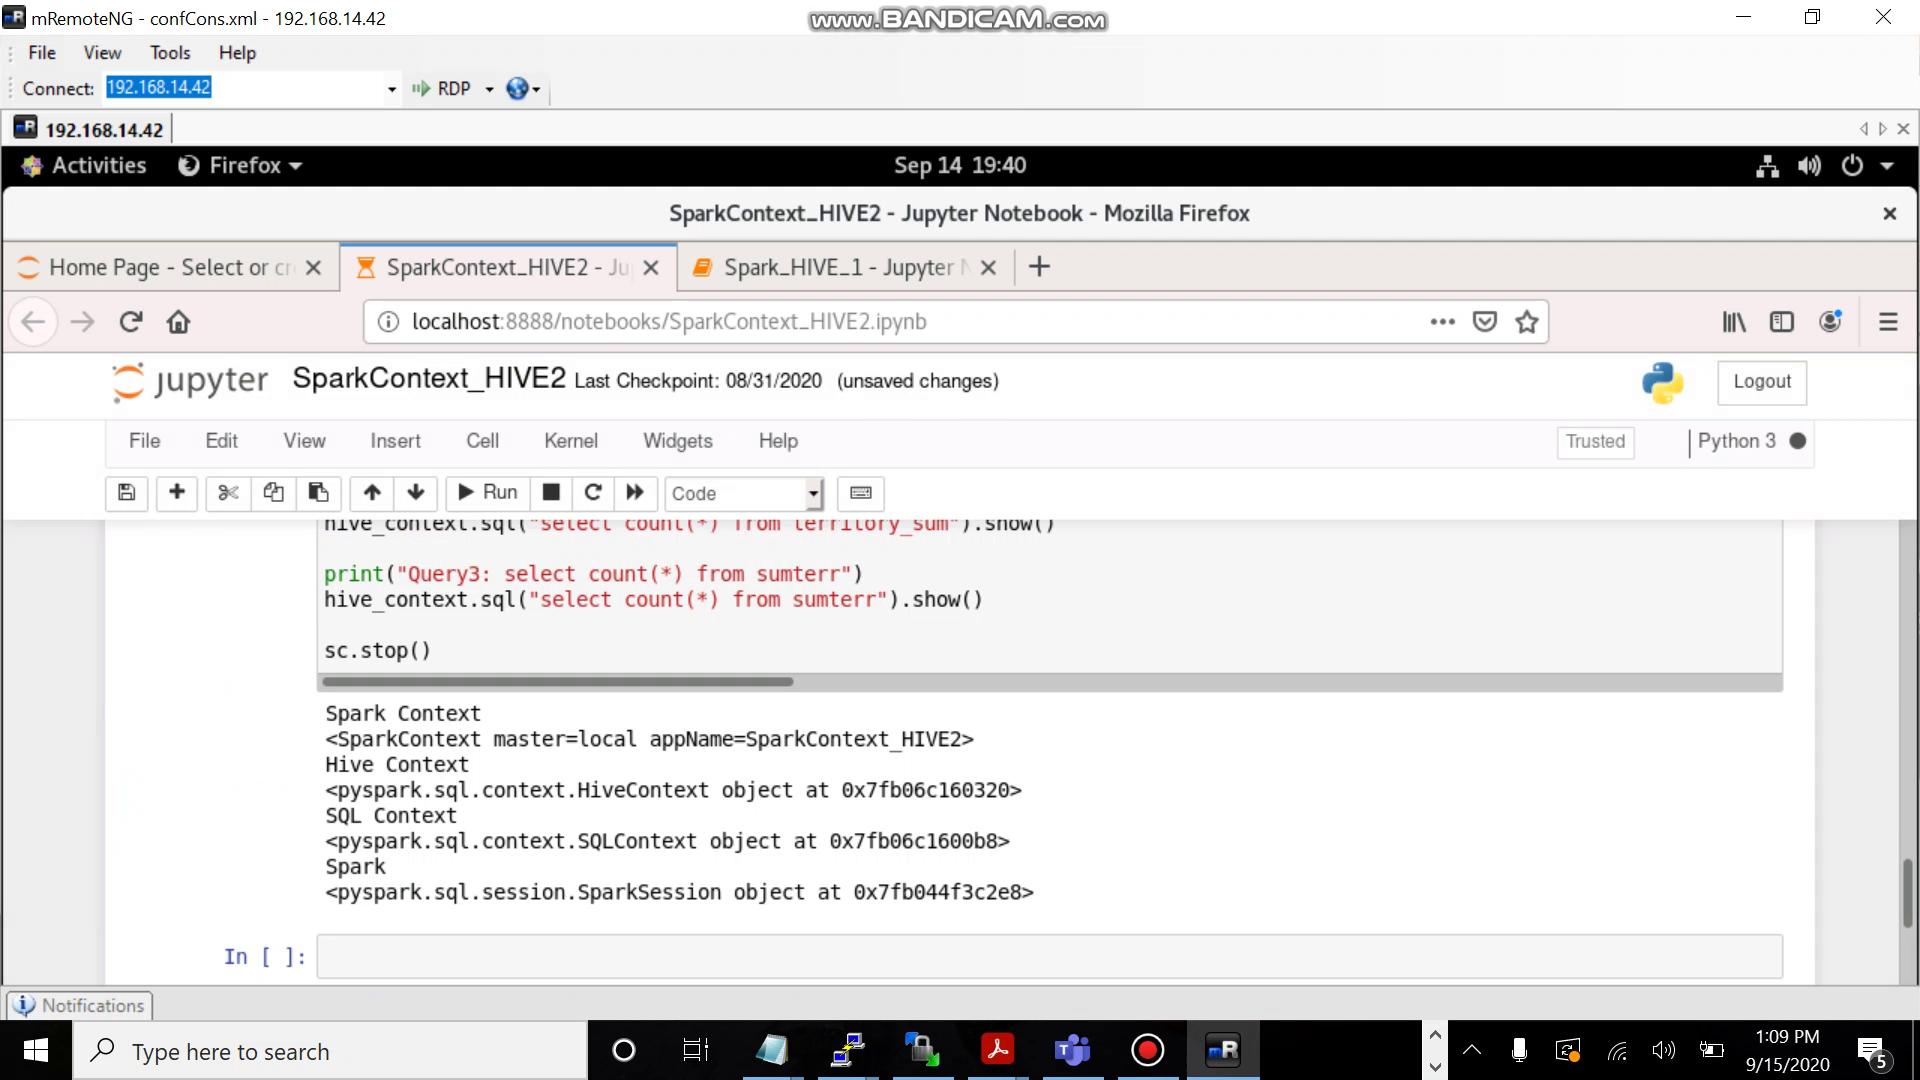 mRemoteNG - confCons.xml - 192.168.14.42
www.BANDICAM.com
File View Tools Help
Connect: 192.168.14.42 RDP
192.168.14.42
Activities Firefox Sep 14 19:40
SparkContext_HIVE2 - Jupyter Notebook - Mozilla Firefox
Home Page - Select or cr SparkContext_HIVE2 - Ju Spark_HIVE_1 - Jupyter N
localhost:8888/notebooks/SparkContext_HIVE2.ipynb
jupyter SparkContext_HIVE2 Last Checkpoint: 08/31/2020 (unsaved changes) Logout
File Edit View Insert Cell Kernel Widgets Help Trusted Python 3
Run Code
hive_context.sql("select count(*) from territory_sum").show()
print("Query3: select count(*) from sumterr")
hive_context.sql("select count(*) from sumterr").show()
sc.stop()
Spark Context
<SparkContext master=local appName=SparkContext_HIVE2>
Hive Context
<pyspark.sql.context.HiveContext object at 0x7fb06c160320>
SQL Context
<pyspark.sql.context.SQLContext object at 0x7fb06c1600b8>
Spark
<pyspark.sql.session.SparkSession object at 0x7fb044f3c2e8>
In [ ]:
Notifications
Type here to search
1:09 PM
9/15/2020
5